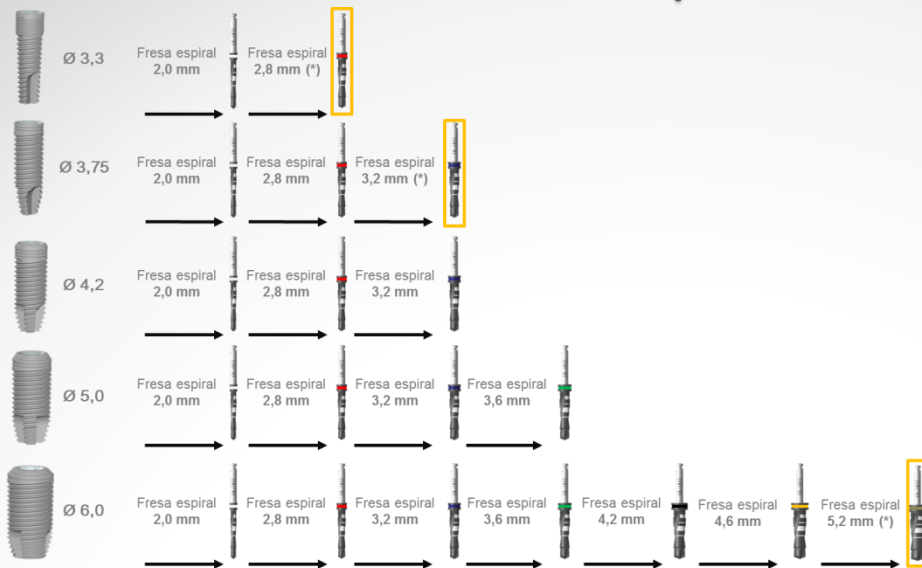 Ø 3,3
Fresa espiral
2,0 mm
Fresa espiral
2,8 mm (*)
Ø 3,75
Fresa espiral
2,0 mm
Fresa espiral
2,8 mm
Fresa espiral
3,2 mm (*)
Ø 4,2
Fresa espiral
2,0 mm
Fresa espiral
2,8 mm
Fresa espiral
3,2 mm
Ø 5,0
Fresa espiral
2,0 mm
Fresa espiral
2,8 mm
Fresa espiral
3,2 mm
Fresa espiral
3,6 mm
Ø 6,0
Fresa espiral
2,0 mm
Fresa espiral
2,8 mm
Fresa espiral
3,2 mm
Fresa espiral
3,6 mm
Fresa espiral
4,2 mm
Fresa espiral
4,6 mm
Fresa espiral
5,2 mm (*)